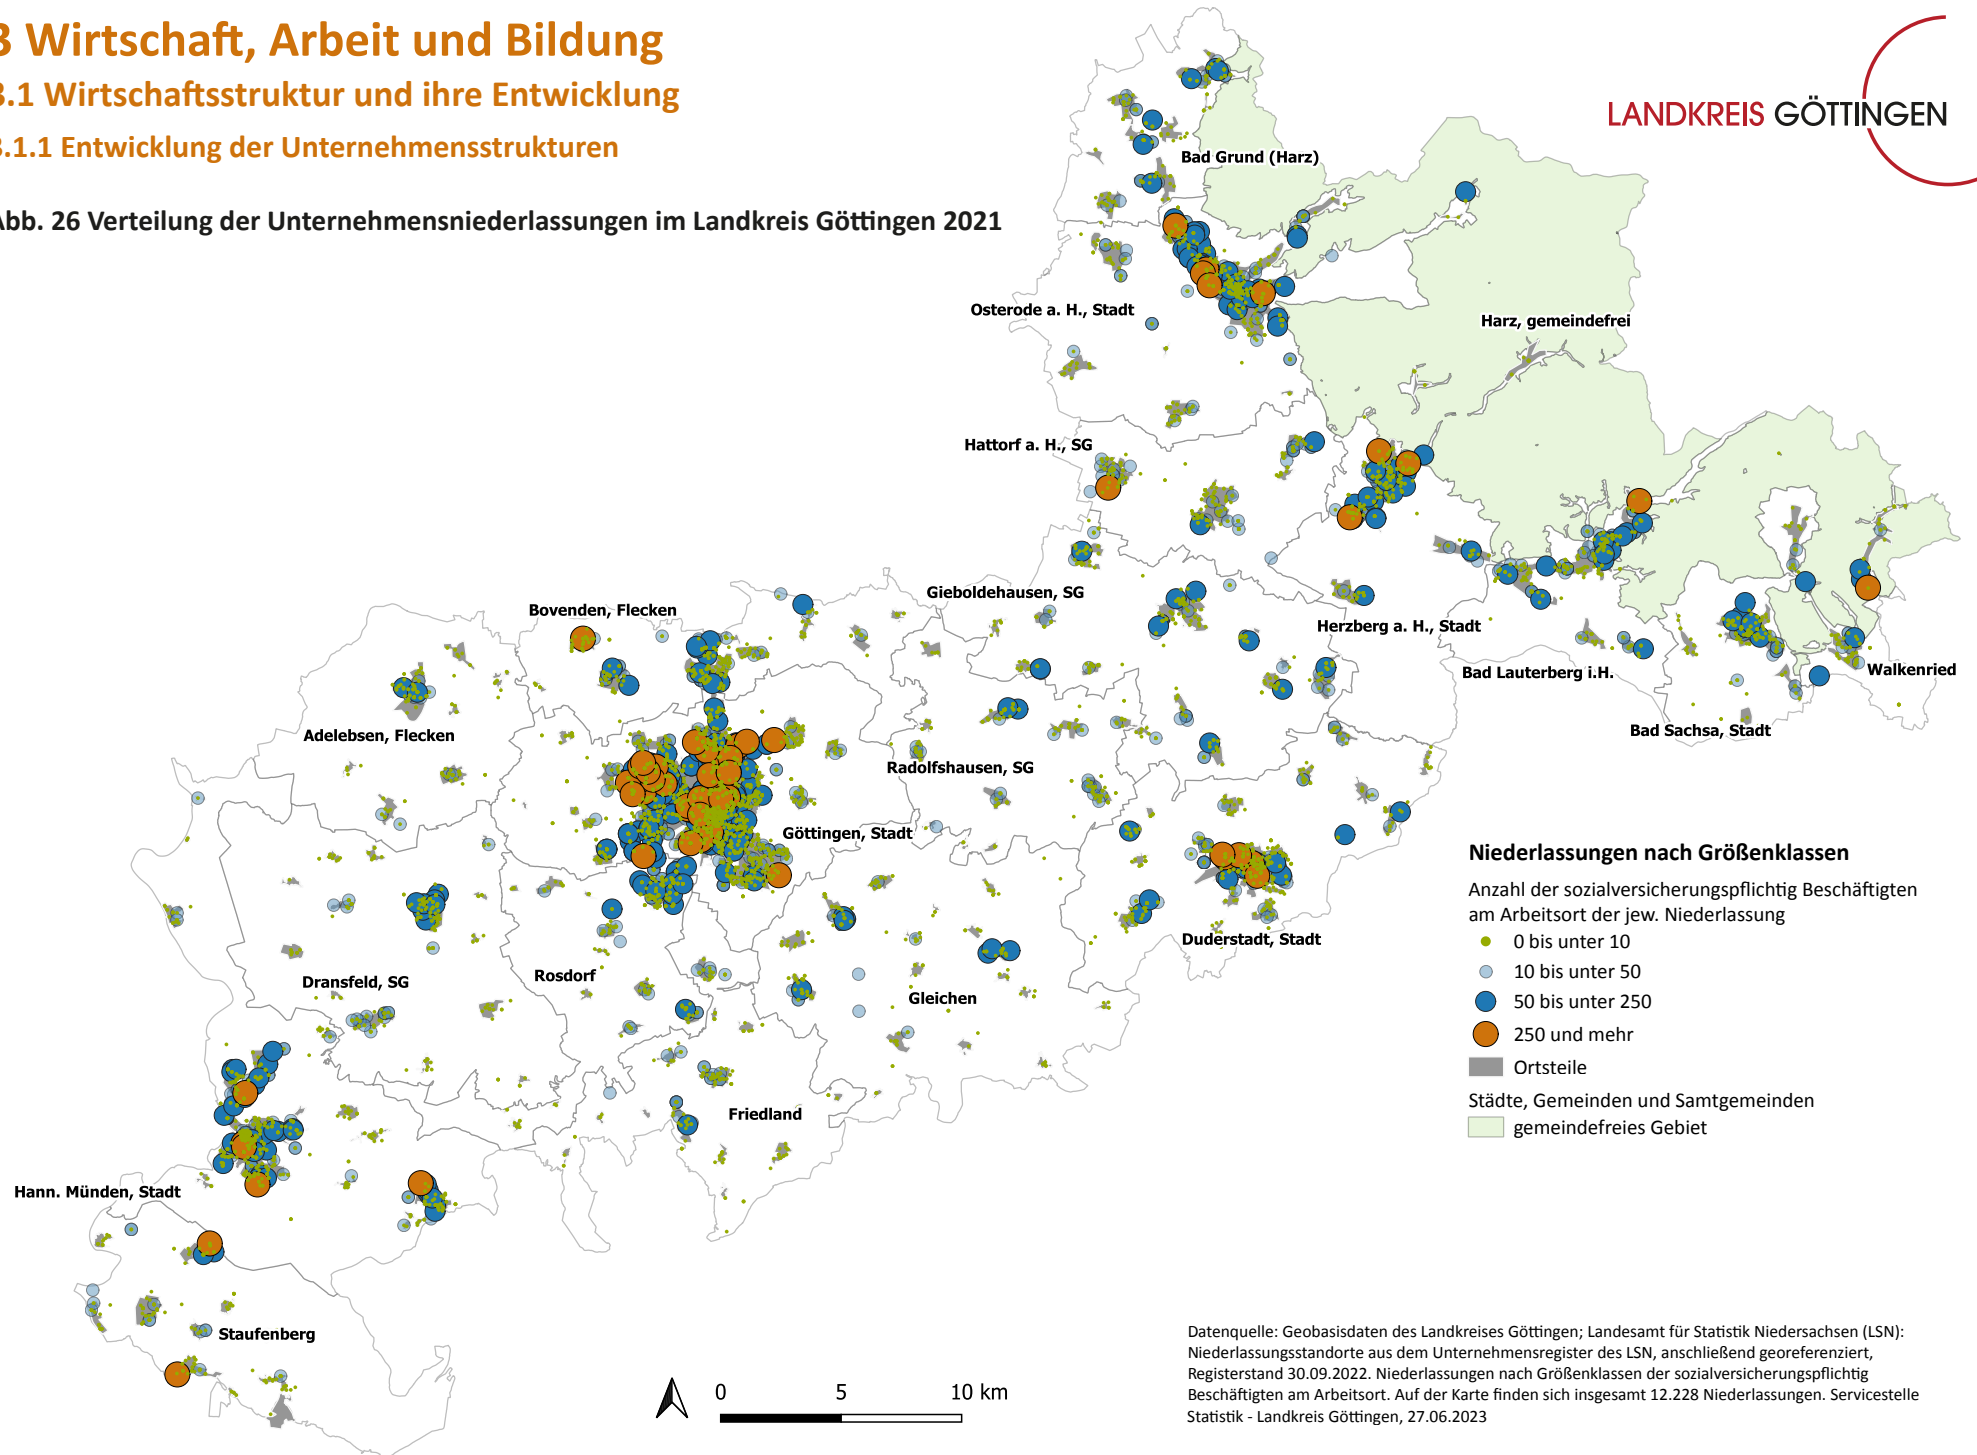 3 Wirtschaft, Arbeit und Bildung
3.1 Wirtschaftsstruktur und ihre Entwicklung
3.1.1 Entwicklung der Unternehmensstrukturen
Abb. 26 Verteilung der Unternehmensniederlassungen im Landkreis Göttingen 2021
LANDKREIS GÖTTINGEN
Bad Grund (Harz)
Osterode a. H., Stadt
Harz, gemeindefrei
Hattorf a. H., SG
Gieboldehausen, SG
Bovenden, Flecken
Herzberg a. H., Stadt
Bad Lauterberg i.H.
Walkenried
Bad Sachsa, Stadt
Adelebsen, Flecken
Radolfshausen, SG
Göttingen, Stadt
Duderstadt, Stadt
Rosdorf
Dransfeld, SG
Gleichen
Friedland
Hann. Münden, Stadt
Staufenberg
Niederlassungen nach Größenklassen
Anzahl der sozialversicherungspflichtig Beschäftigten
am Arbeitsort der jew. Niederlassung
0 bis unter 10
10 bis unter 50
50 bis unter 250
250 und mehr
Ortsteile
Städte, Gemeinden und Samtgemeinden
gemeindefreies Gebiet
0 5 10 km
Datenquelle: Geobasisdaten des Landkreises Göttingen; Landesamt für Statistik Niedersachsen (LSN):
Niederlassungsstandorte aus dem Unternehmensregister des LSN, anschließend georeferenziert,
Registerstand 30.09.2022. Niederlassungen nach Größenklassen der sozialversicherungspflichtig
Beschäftigten am Arbeitsort. Auf der Karte finden sich insgesamt 12.228 Niederlassungen. Servicestelle
Statistik - Landkreis Göttingen, 27.06.2023